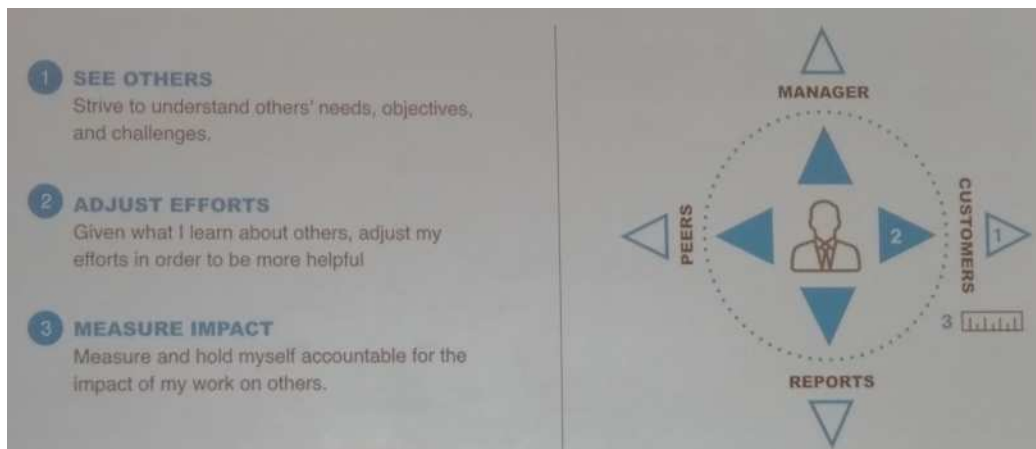 1 SEE OTHERS
Strive to understand others' needs, objectives,
and challenges.
2 ADJUST EFFORTS
Given what I learn about others, adjust my
efforts in order to be more helpful
3 MEASURE IMPACT
Measure and hold myself accountable for the
impact of my work on others.
MANAGER
PEERS
2
CUSTOMERS
1
3
REPORTS